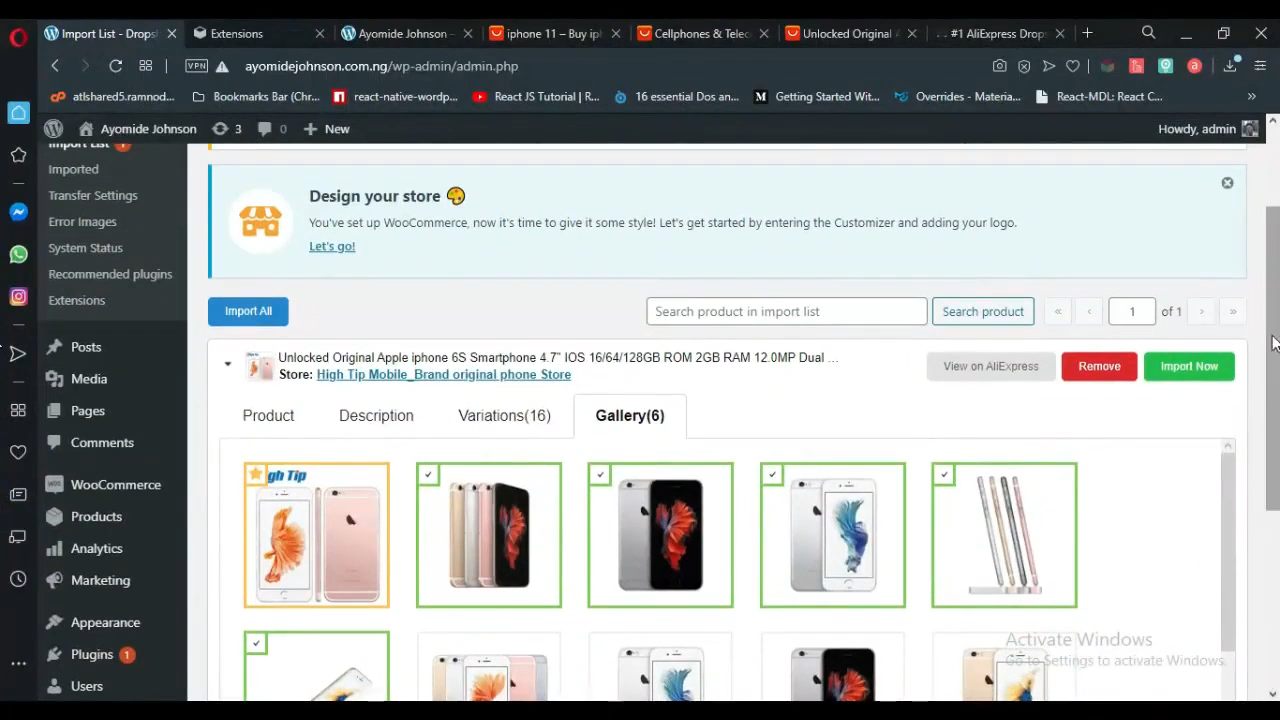 Import List - Drops
Extensions
Ayomide Johnson –
iphone 11 – Buy ip
Cellphones & Telec
Unlocked Original
#1 AliExpress Drops
VPN
ayomidejohnson.com.ng/wp-admin/admin.php
atlshared5.ramnod...
Bookmarks Bar (Chr...
react-native-wordp...
React JS Tutorial | R...
16 essential Dos an...
Getting Started Wit...
Overrides - Materia...
React-MDL: React C...
Ayomide Johnson
3
0
New
Howdy, admin
Import List 1
Imported
Transfer Settings
Error Images
System Status
Recommended plugins
Extensions
Posts
Media
Pages
Comments
WooCommerce
Products
Analytics
Marketing
Appearance
Plugins 1
Users
Design your store
You've set up WooCommerce, now it's time to give it some style! Let's get started by entering the Customizer and adding your logo.
Let's go!
Import All
Search product in import list
Search product
« ‹ 1 of 1 › »
Unlocked Original Apple iphone 6S Smartphone 4.7" IOS 16/64/128GB ROM 2GB RAM 12.0MP Dual ...
Store: High Tip Mobile_Brand original phone Store
View on AliExpress
Remove
Import Now
Product
Description
Variations(16)
Gallery(6)
gh Tip
Activate Windows
Go to Settings to activate Windows.